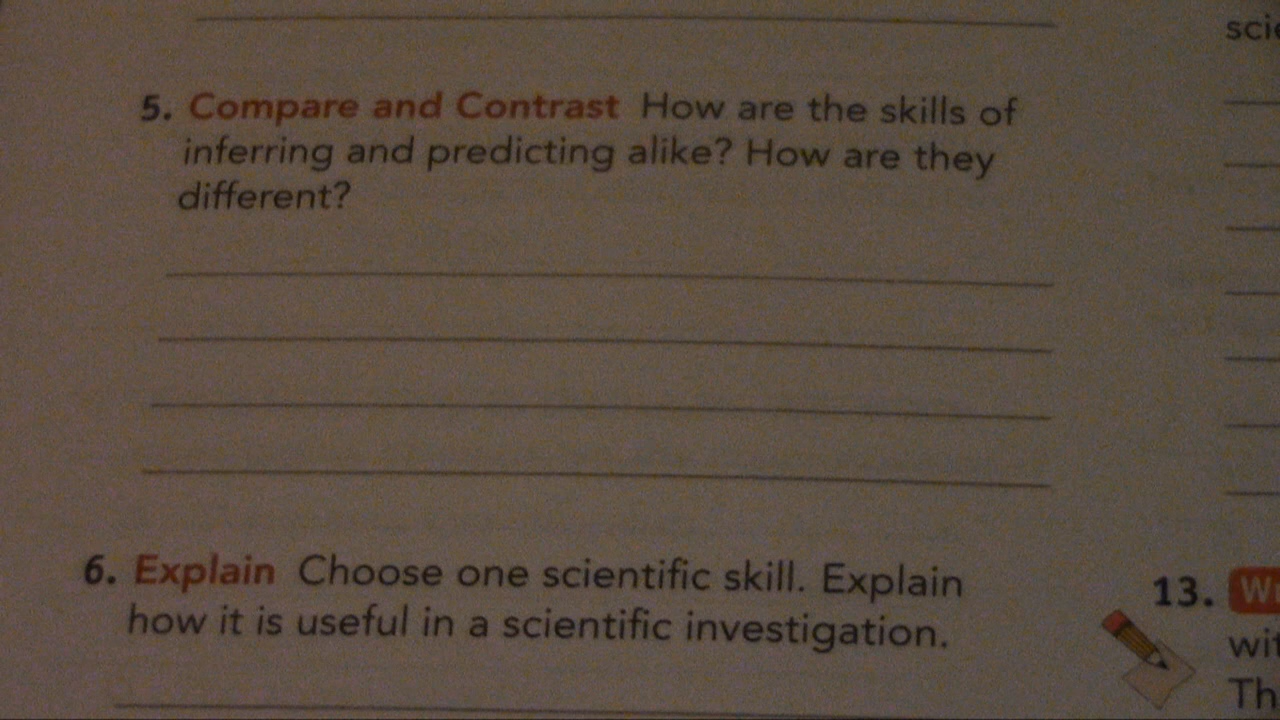 5. Compare and Contrast How are the skills of
inferring and predicting alike? How are they
different?
6. Explain Choose one scientific skill. Explain
how it is useful in a scientific investigation.
13.